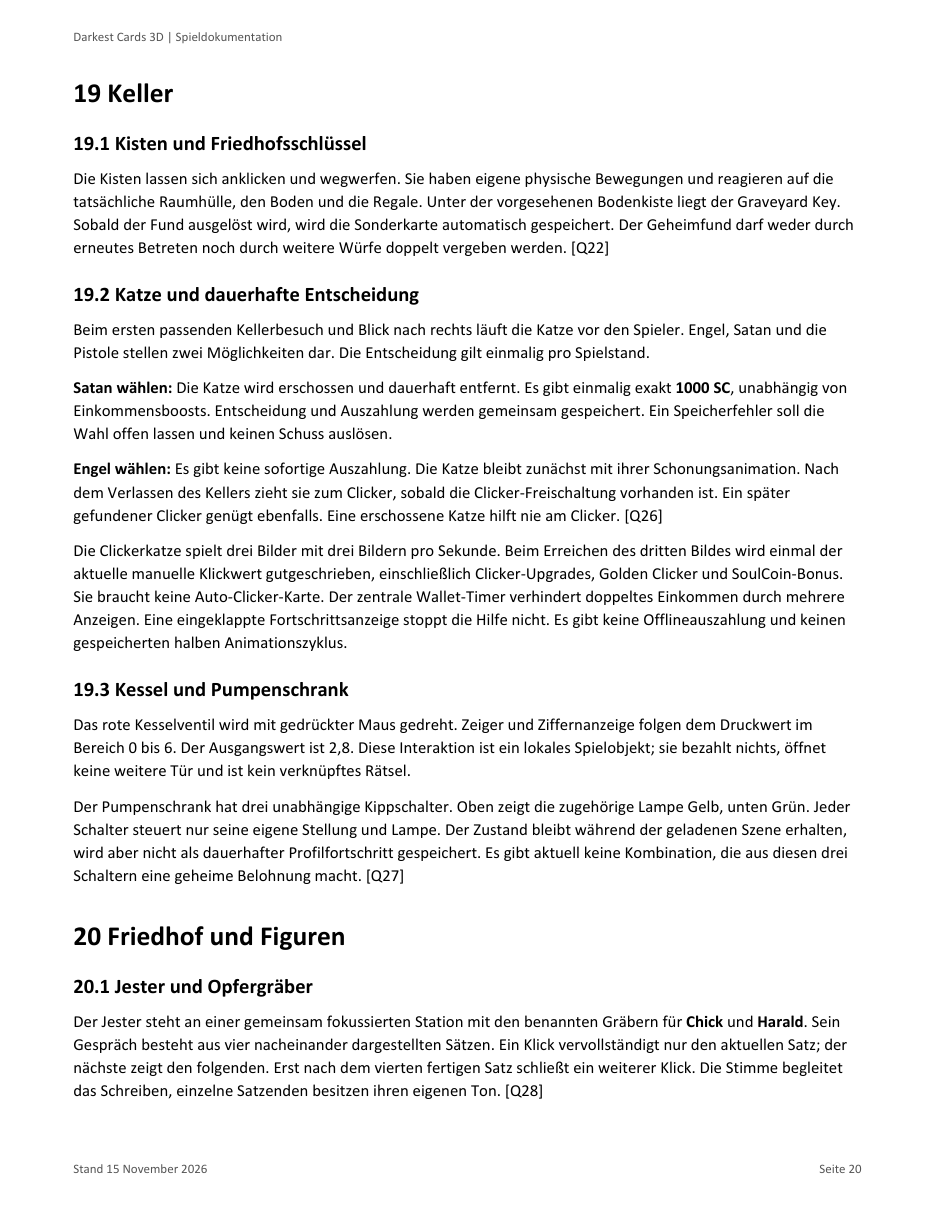 Darkest Cards 3D | Spieldokumentation
19 Keller
19.1 Kisten und Friedhofsschlüssel
Die Kisten lassen sich anklicken und wegwerfen. Sie haben eigene physische Bewegungen und reagieren auf die
tatsächliche Raumhülle, den Boden und die Regale. Unter der vorgesehenen Bodenkiste liegt der Graveyard Key.
Sobald der Fund ausgelöst wird, wird die Sonderkarte automatisch gespeichert. Der Geheimfund darf weder durch
erneutes Betreten noch durch weitere Würfe doppelt vergeben werden. [Q22]
19.2 Katze und dauerhafte Entscheidung
Beim ersten passenden Kellerbesuch und Blick nach rechts läuft die Katze vor den Spieler. Engel, Satan und die
Pistole stellen zwei Möglichkeiten dar. Die Entscheidung gilt einmalig pro Spielstand.
Satan wählen: Die Katze wird erschossen und dauerhaft entfernt. Es gibt einmalig exakt 1000 SC, unabhängig von
Einkommensboosts. Entscheidung und Auszahlung werden gemeinsam gespeichert. Ein Speicherfehler soll die
Wahl offen lassen und keinen Schuss auslösen.
Engel wählen: Es gibt keine sofortige Auszahlung. Die Katze bleibt zunächst mit ihrer Schonungsanimation. Nach
dem Verlassen des Kellers zieht sie zum Clicker, sobald die Clicker-Freischaltung vorhanden ist. Ein später
gefundener Clicker genügt ebenfalls. Eine erschossene Katze hilft nie am Clicker. [Q26]
Die Clickerkatze spielt drei Bilder mit drei Bildern pro Sekunde. Beim Erreichen des dritten Bildes wird einmal der
aktuelle manuelle Klickwert gutgeschrieben, einschließlich Clicker-Upgrades, Golden Clicker und SoulCoin-Bonus.
Sie braucht keine Auto-Clicker-Karte. Der zentrale Wallet-Timer verhindert doppeltes Einkommen durch mehrere
Anzeigen. Eine eingeklappte Fortschrittsanzeige stoppt die Hilfe nicht. Es gibt keine Offlineauszahlung und keinen
gespeicherten halben Animationszyklus.
19.3 Kessel und Pumpenschrank
Das rote Kesselventil wird mit gedrückter Maus gedreht. Zeiger und Ziffernanzeige folgen dem Druckwert im
Bereich 0 bis 6. Der Ausgangswert ist 2,8. Diese Interaktion ist ein lokales Spielobjekt; sie bezahlt nichts, öffnet
keine weitere Tür und ist kein verknüpftes Rätsel.
Der Pumpenschrank hat drei unabhängige Kippschalter. Oben zeigt die zugehörige Lampe Gelb, unten Grün. Jeder
Schalter steuert nur seine eigene Stellung und Lampe. Der Zustand bleibt während der geladenen Szene erhalten,
wird aber nicht als dauerhafter Profilfortschritt gespeichert. Es gibt aktuell keine Kombination, die aus diesen drei
Schaltern eine geheime Belohnung macht. [Q27]
20 Friedhof und Figuren
20.1 Jester und Opfergräber
Der Jester steht an einer gemeinsam fokussierten Station mit den benannten Gräbern für Chick und Harald. Sein
Gespräch besteht aus vier nacheinander dargestellten Sätzen. Ein Klick vervollständigt nur den aktuellen Satz; der
nächste zeigt den folgenden. Erst nach dem vierten fertigen Satz schließt ein weiterer Klick. Die Stimme begleitet
das Schreiben, einzelne Satzenden besitzen ihren eigenen Ton. [Q28]
Stand 15 November 2026
Seite 20